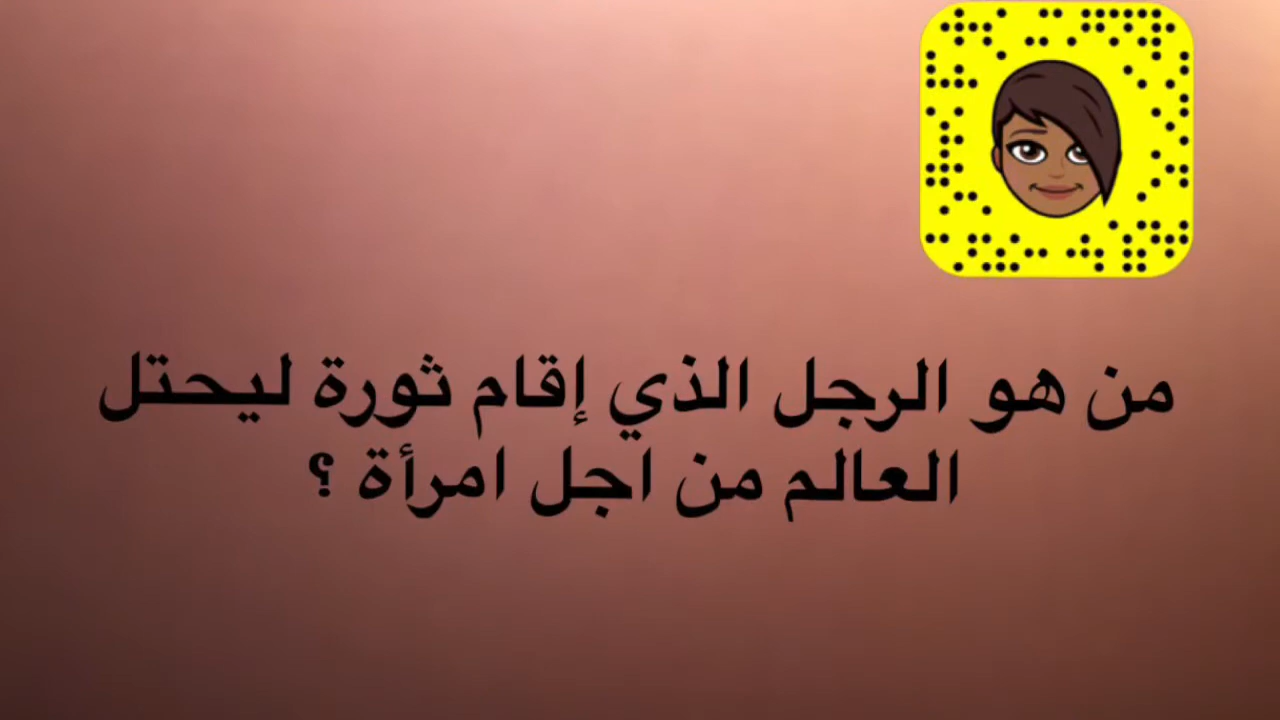 من هو الرجل الذي إقام ثورة ليحتل
العالم من اجل امرأة ؟